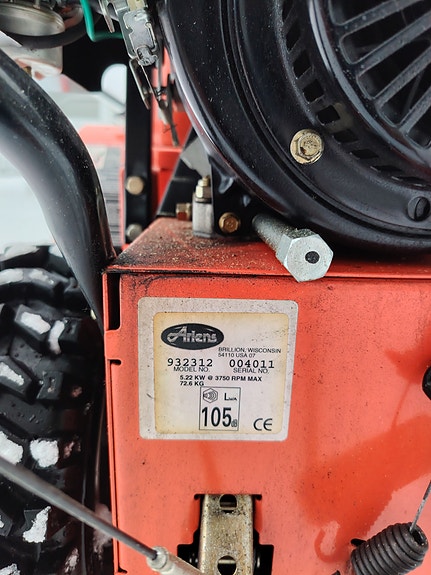 Ariens
BRILLION, WISCONSIN
54110 USA 07
932312 004011
MODEL NO. SERIAL NO.
5.22 KW @ 3750 RPM MAX
72.6 KG
LWA
105dB
CE